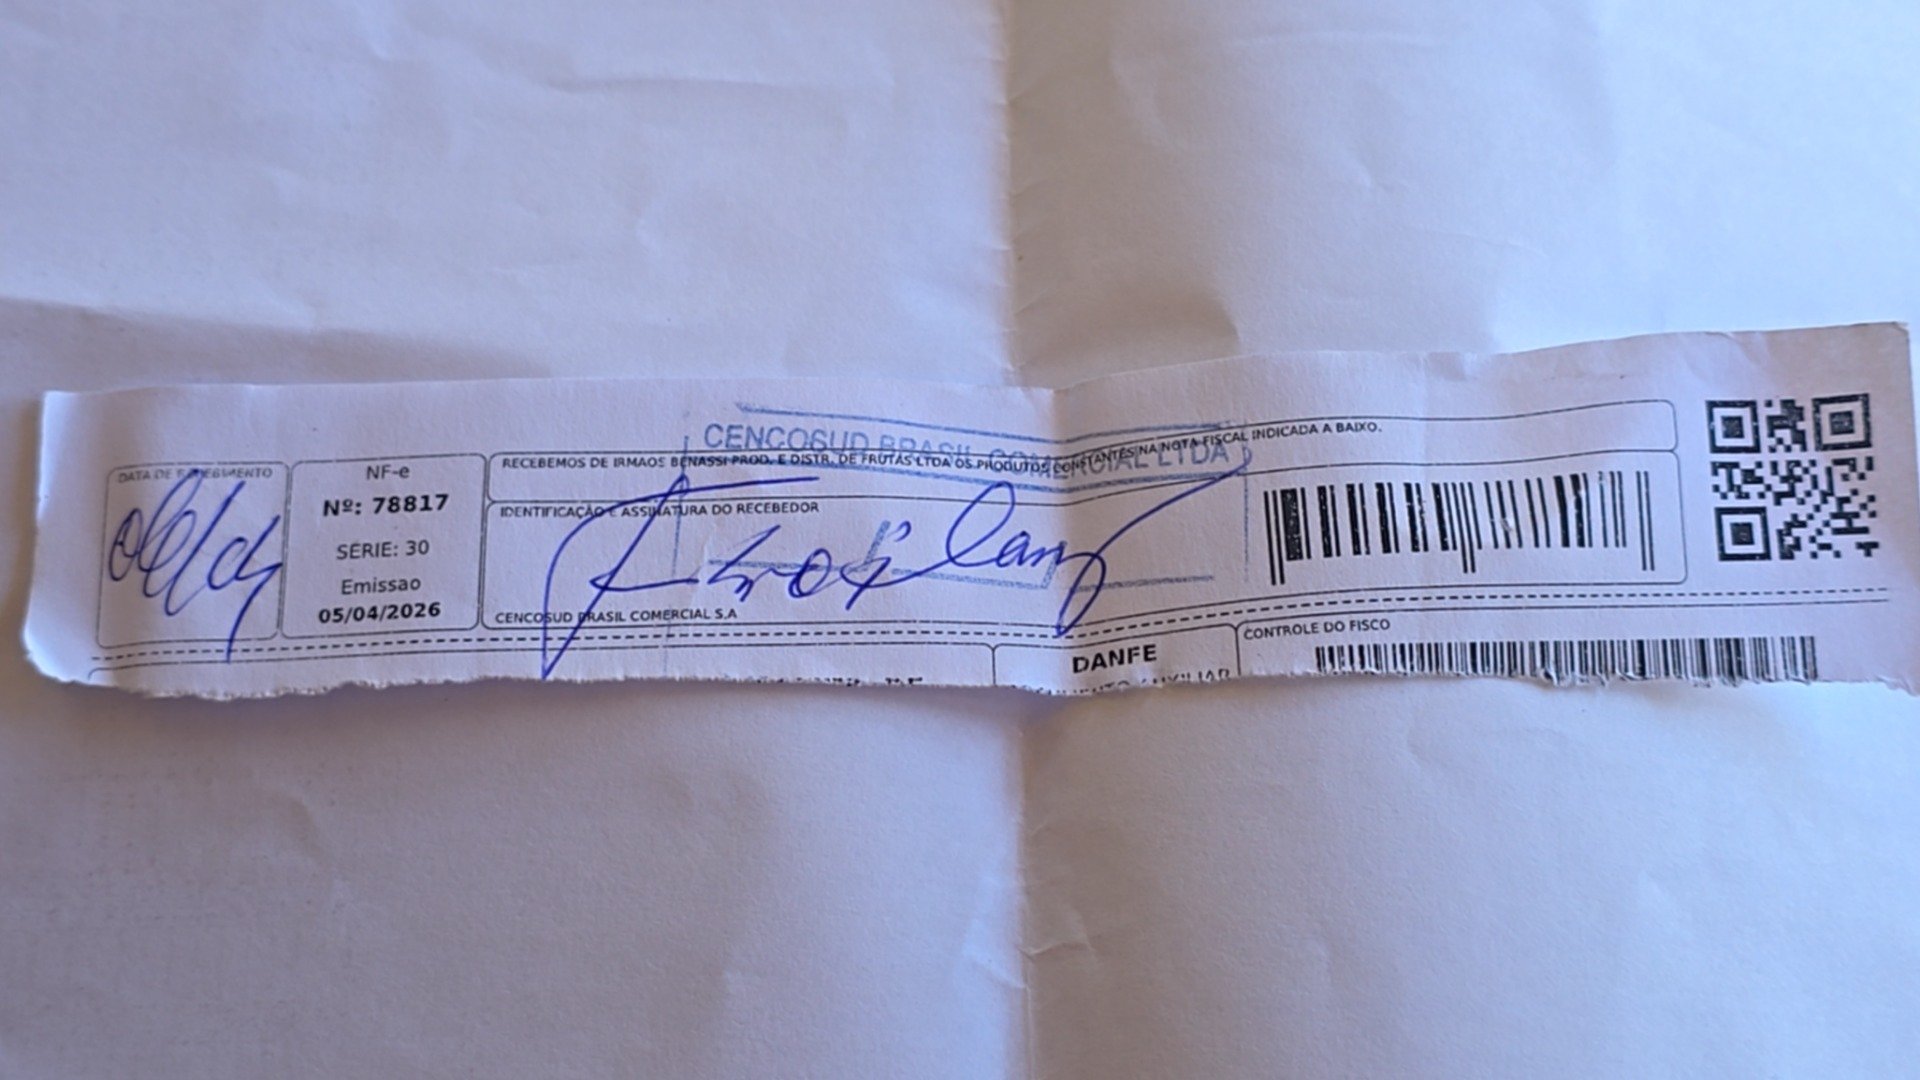 CENCOSUD BRASIL COMERCIAL LTDA
RECEBEMOS DE IRMAOS BENASSI PROD. E DISTR. DE FRUTAS LTDA OS PRODUTOS CONSTANTES NA NOTA FISCAL INDICADA A BAIXO.
DATA DE RECEBIMENTO
NF-e
Nº: 78817
SÉRIE: 30
Emissao
05/04/2026
IDENTIFICAÇÃO E ASSINATURA DO RECEBEDOR
CENCOSUD BRASIL COMERCIAL S.A
DANFE
CONTROLE DO FISCO